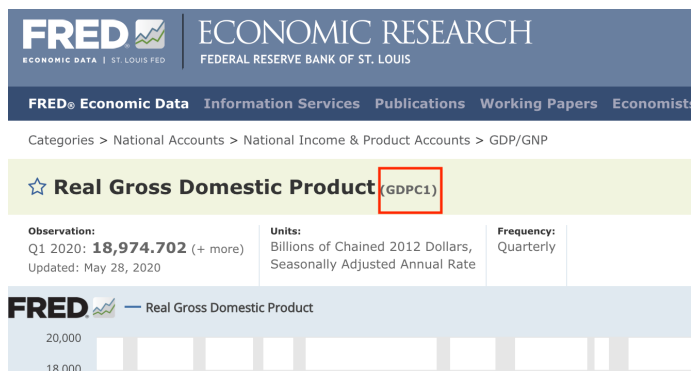 FRED
ECONOMIC DATA | ST. LOUIS FED
ECONOMIC RESEARCH
FEDERAL RESERVE BANK OF ST. LOUIS
FRED® Economic Data Information Services Publications Working Papers Economists
Categories > National Accounts > National Income & Product Accounts > GDP/GNP
☆ Real Gross Domestic Product (GDPC1)
Observation:
Q1 2020: 18,974.702 (+ more)
Updated: May 28, 2020
Units:
Billions of Chained 2012 Dollars,
Seasonally Adjusted Annual Rate
Frequency:
Quarterly
FRED — Real Gross Domestic Product
20,000
18,000